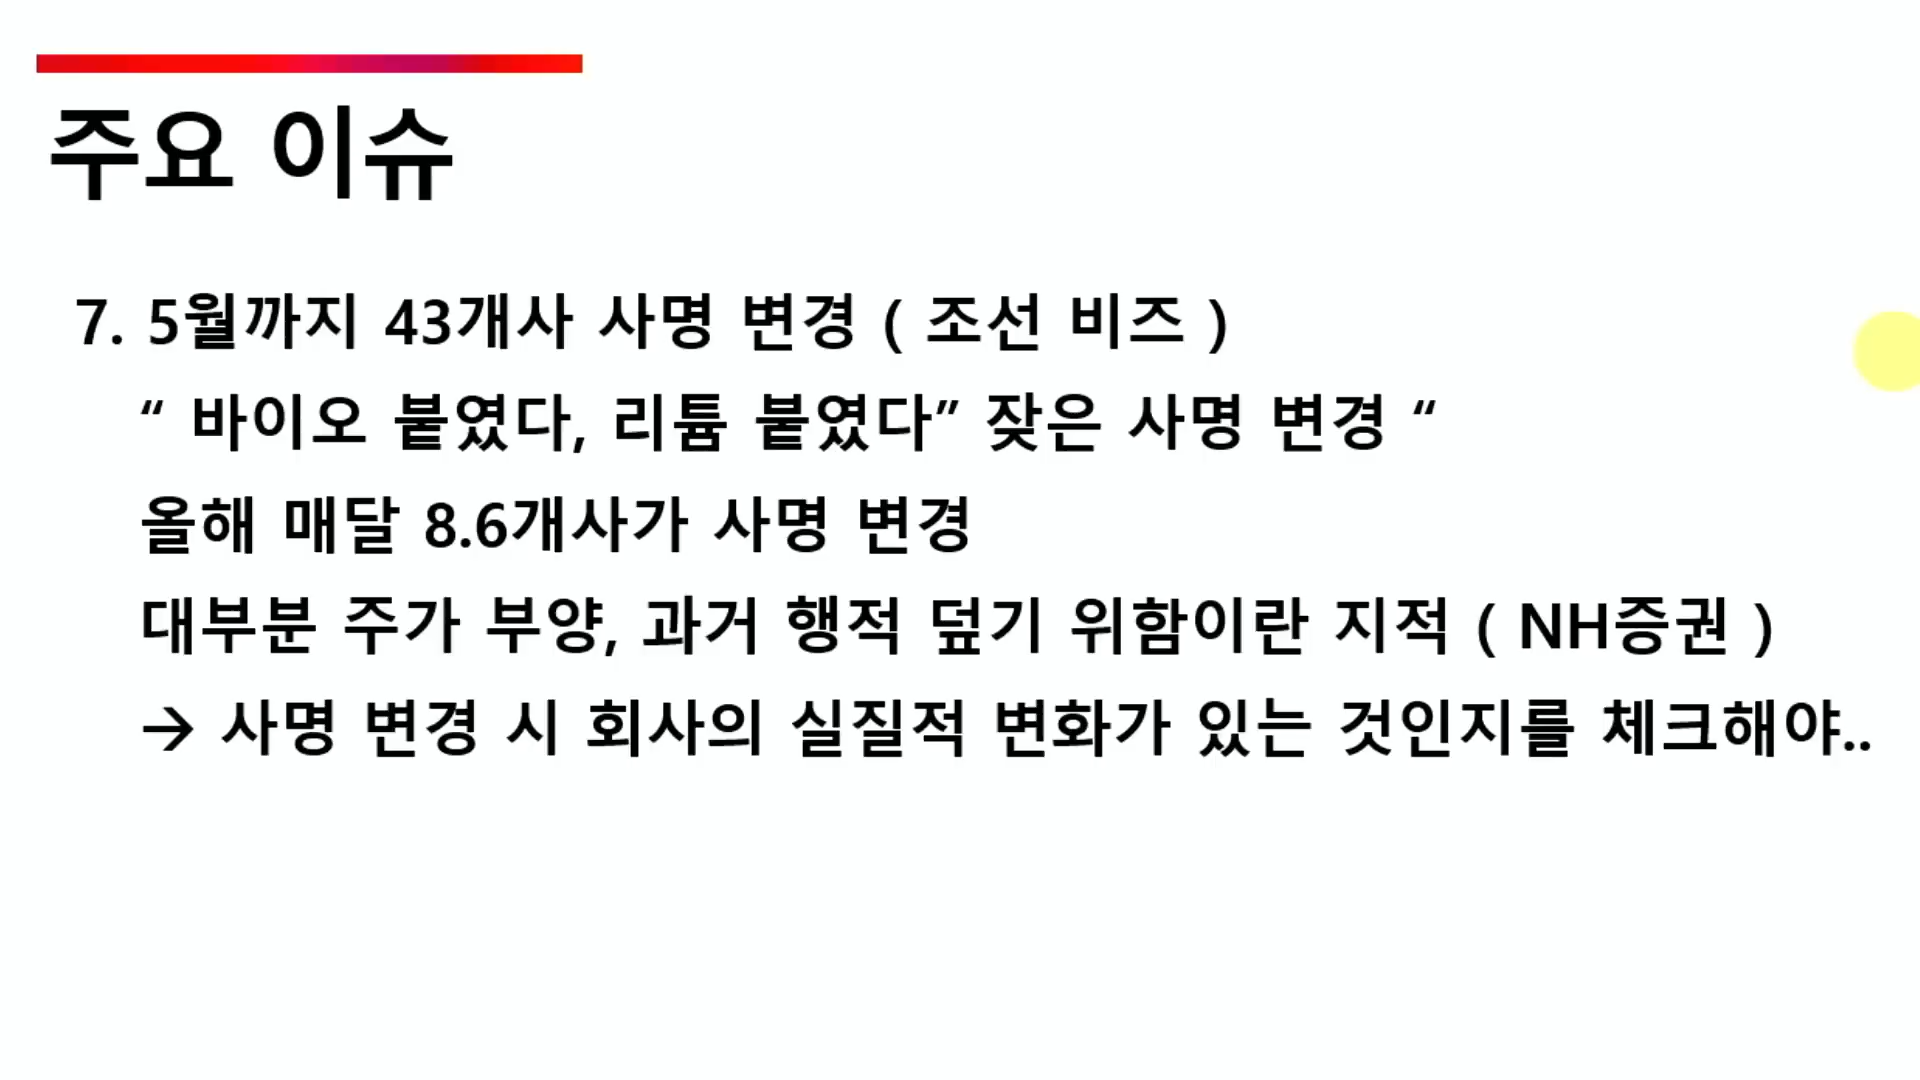 주요 이슈
7. 5월까지 43개사 사명 변경 ( 조선 비즈 )
“ 바이오 붙였다, 리튬 붙였다” 잦은 사명 변경 “
올해 매달 8.6개사가 사명 변경
대부분 주가 부양, 과거 행적 덮기 위함이란 지적 ( NH증권 )
→ 사명 변경 시 회사의 실질적 변화가 있는 것인지를 체크해야..